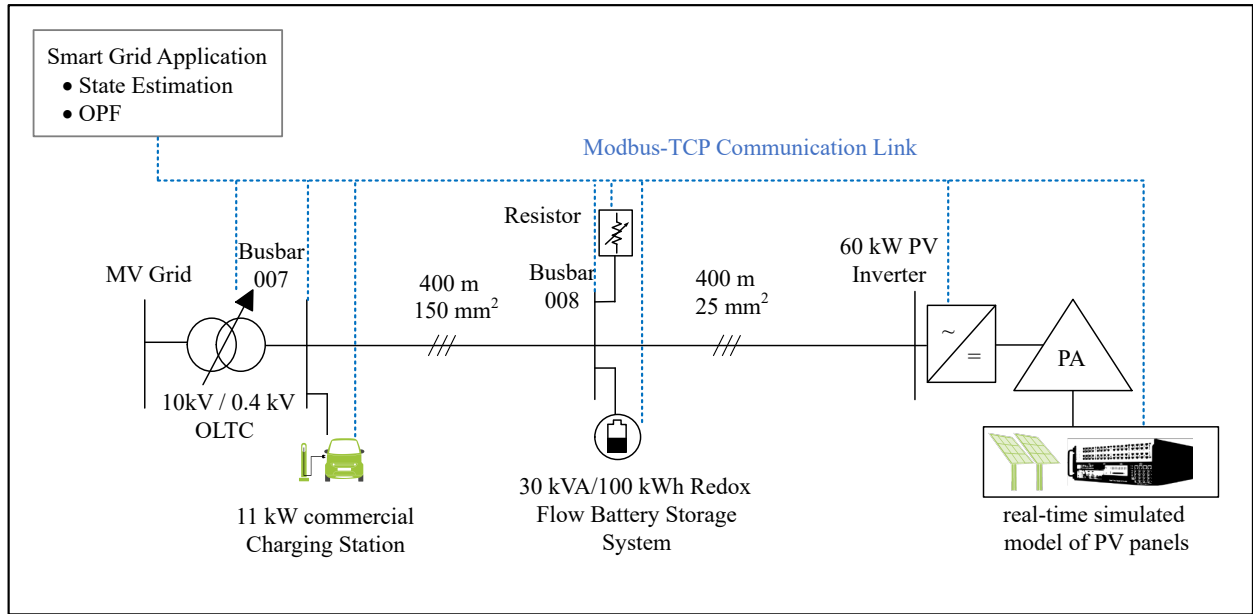 Smart Grid Application
• State Estimation
• OPF
Modbus-TCP Communication Link
MV Grid
Busbar
007
10kV / 0.4 kV
OLTC
11 kW commercial
Charging Station
400 m
150 mm²
Resistor
Busbar
008
30 kVA/100 kWh Redox
Flow Battery Storage
System
400 m
25 mm²
60 kW PV
Inverter
~
=
PA
real-time simulated
model of PV panels